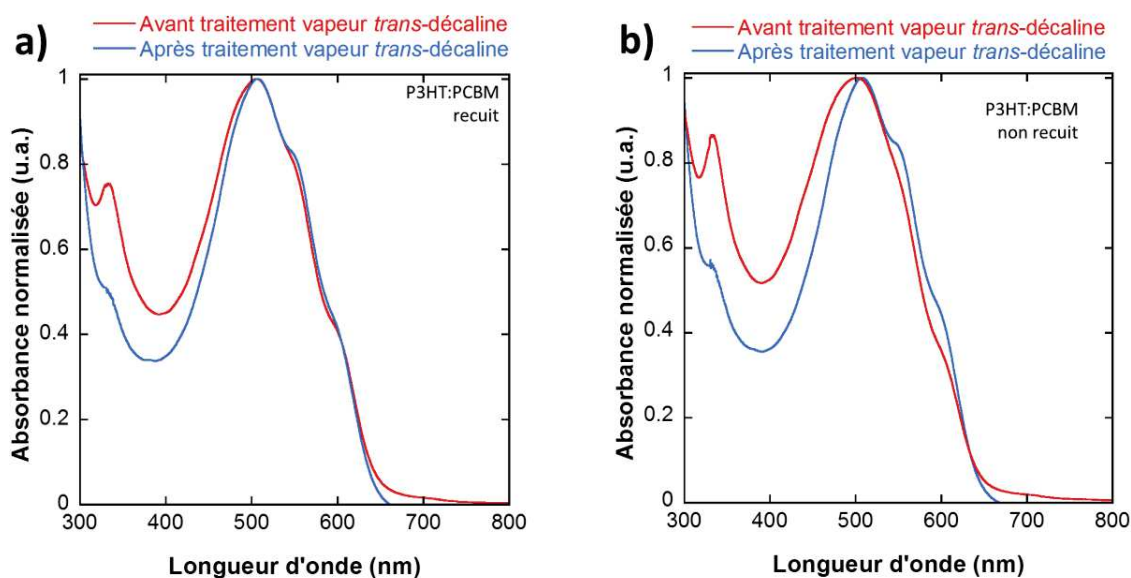 a)
Avant traitement vapeur trans-décaline
Après traitement vapeur trans-décaline
1
0.8
0.6
0.4
0.2
0
300
400
500
600
700
800
Absorbance normalisée (u.a.)
Longueur d'onde (nm)
P3HT:PCBM
recuit
b)
Avant traitement vapeur trans-décaline
Après traitement vapeur trans-décaline
1
0.8
0.6
0.4
0.2
0
300
400
500
600
700
800
Absorbance normalisée (u.a.)
Longueur d'onde (nm)
P3HT:PCBM
non recuit